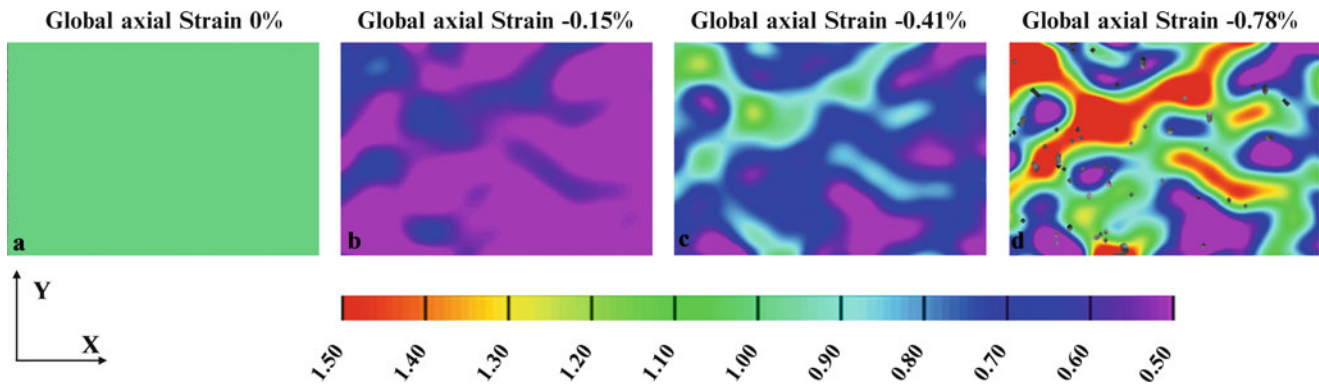 Global axial Strain 0%
Global axial Strain -0.15%
Global axial Strain -0.41%
Global axial Strain -0.78%
a
b
c
d
Y
X
1.50
1.40
1.30
1.20
1.10
1.00
0.90
0.80
0.70
0.60
0.50